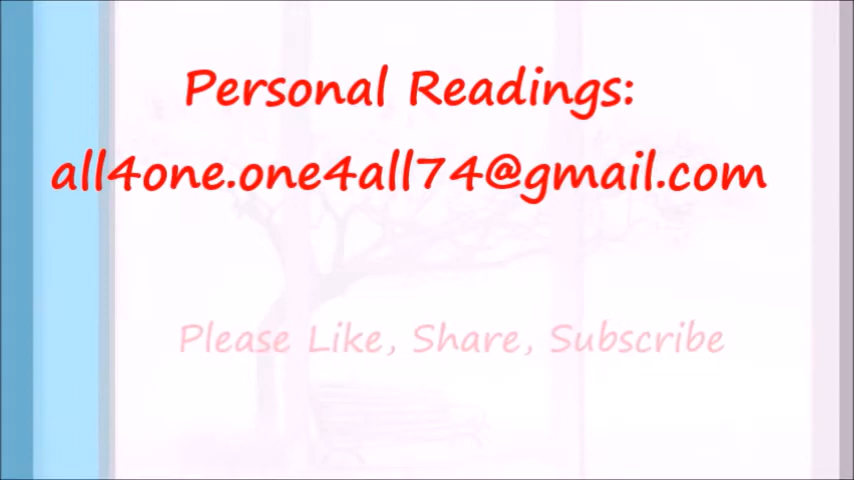 Personal Readings:
all4one.one4all74@gmail.com
Please Like, Share, Subscribe